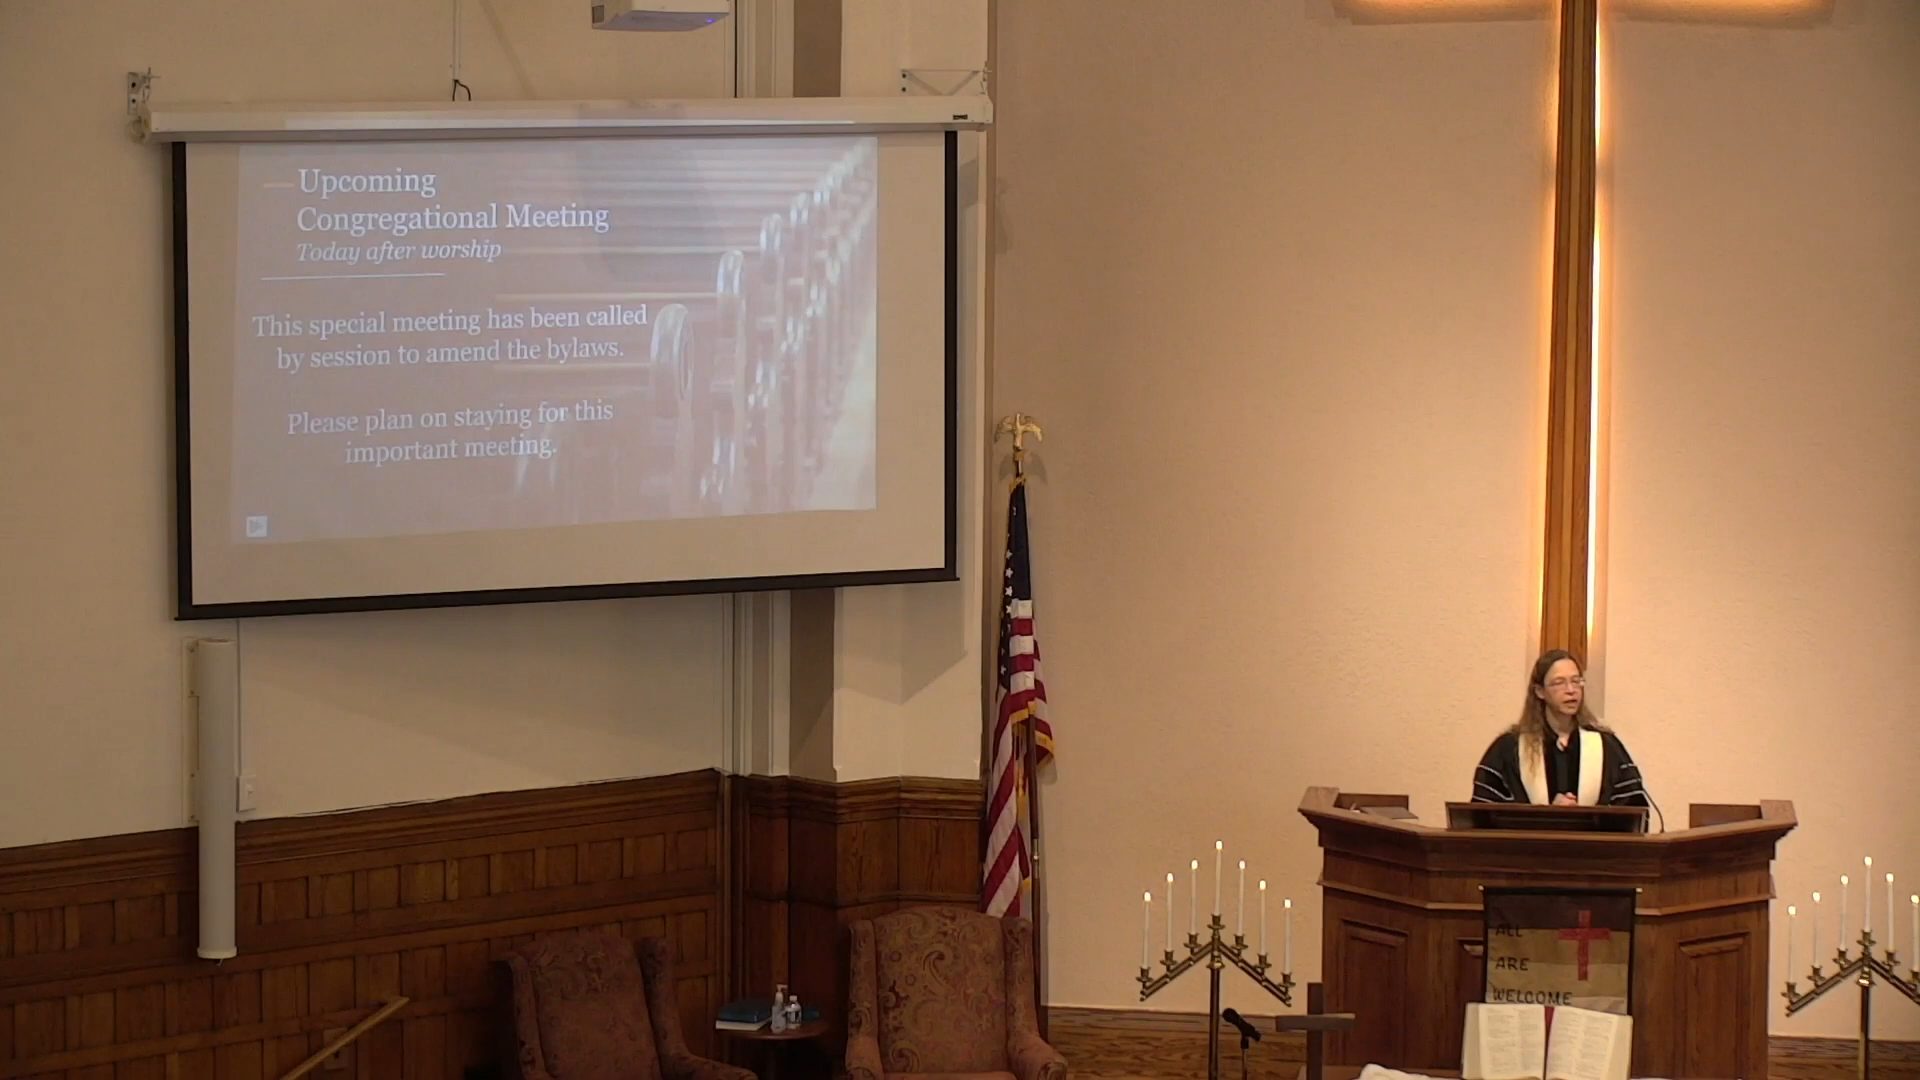 Upcoming
Congregational Meeting
Today after worship
This special meeting has been called
by session to amend the bylaws.
Please plan on staying for this
important meeting.
ALL
ARE
WELCOME